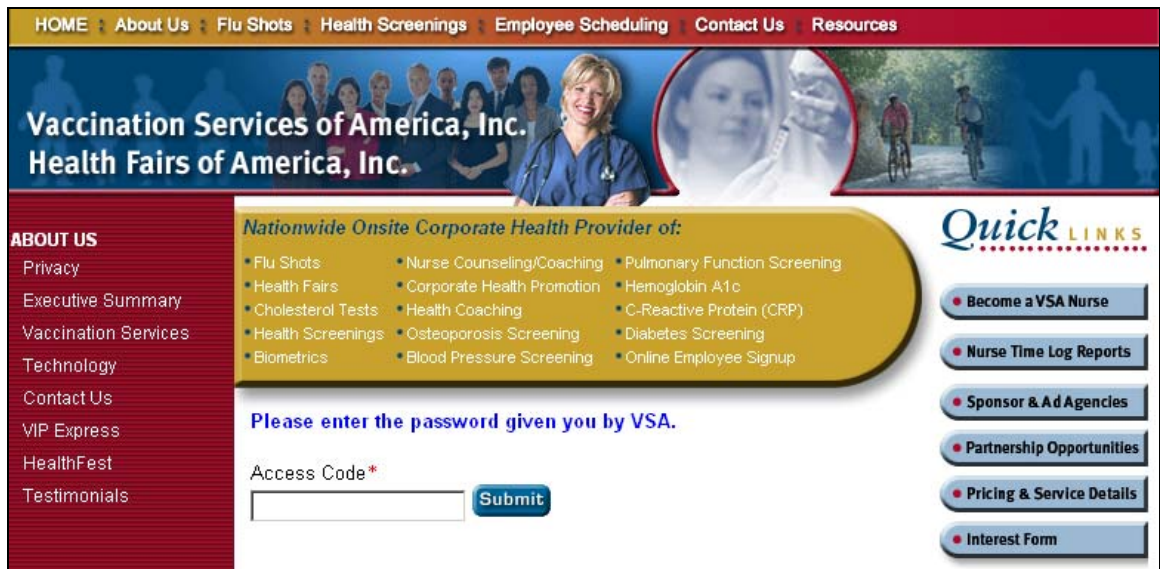 HOME : About Us : Flu Shots : Health Screenings : Employee Scheduling : Contact Us : Resources
Vaccination Services of America, Inc.
Health Fairs of America, Inc.
ABOUT US
Privacy
Executive Summary
Vaccination Services
Technology
Contact Us
VIP Express
HealthFest
Testimonials
Nationwide Onsite Corporate Health Provider of:
• Flu Shots • Nurse Counseling/Coaching • Pulmonary Function Screening
• Health Fairs • Corporate Health Promotion • Hemoglobin A1c
• Cholesterol Tests • Health Coaching • C-Reactive Protein (CRP)
• Health Screenings • Osteoporosis Screening • Diabetes Screening
• Biometrics • Blood Pressure Screening • Online Employee Signup
Please enter the password given you by VSA.
Access Code*
Submit
Quick LINKS
• Become a VSA Nurse
• Nurse Time Log Reports
• Sponsor & Ad Agencies
• Partnership Opportunities
• Pricing & Service Details
• Interest Form